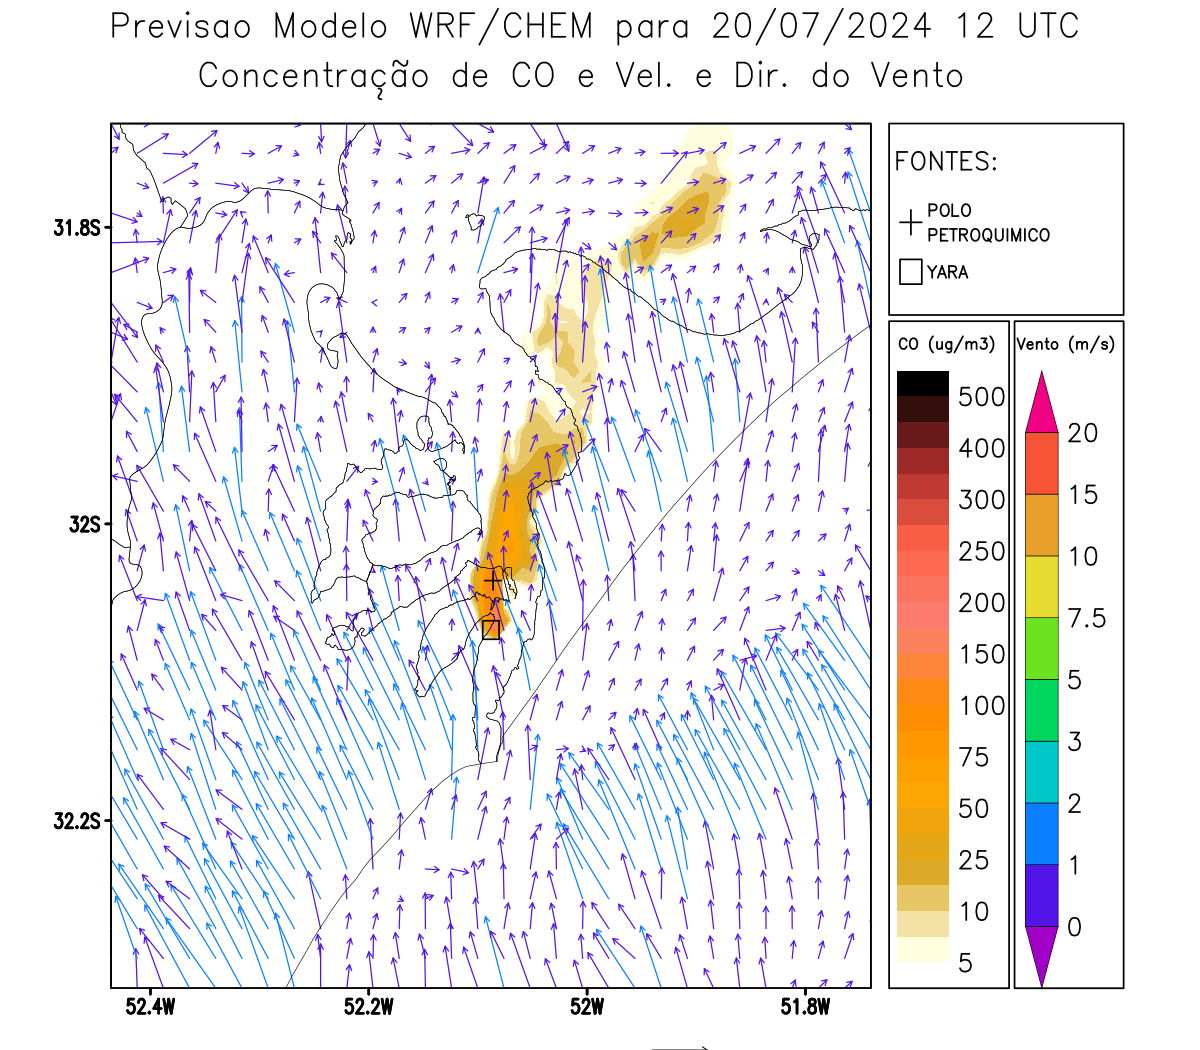 Previsao Modelo WRF/CHEM para 20/07/2024 12 UTC
Concentração de CO e Vel. e Dir. do Vento
FONTES:
POLO
PETROQUIMICO
YARA
CO (ug/m3)
500
400
300
250
200
150
100
75
50
25
10
5
Vento (m/s)
20
15
10
7.5
5
3
2
1
0
31.8S
32S
32.2S
52.4W
52.2W
52W
51.8W